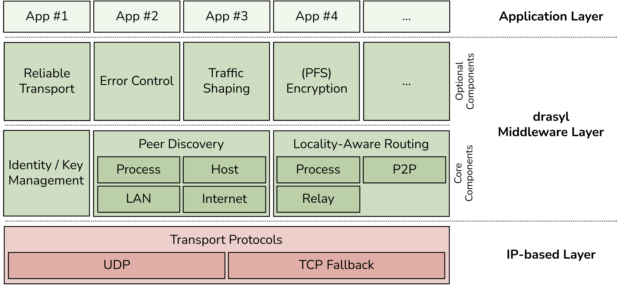 App #1
App #2
App #3
App #4
...
Application Layer
Reliable
Transport
Error Control
Traffic
Shaping
(PFS)
Encryption
...
Optional
Components
drasyl
Middleware Layer
Identity / Key
Management
Peer Discovery
Process
Host
LAN
Internet
Locality-Aware Routing
Process
P2P
Relay
Core
Components
Transport Protocols
UDP
TCP Fallback
IP-based Layer